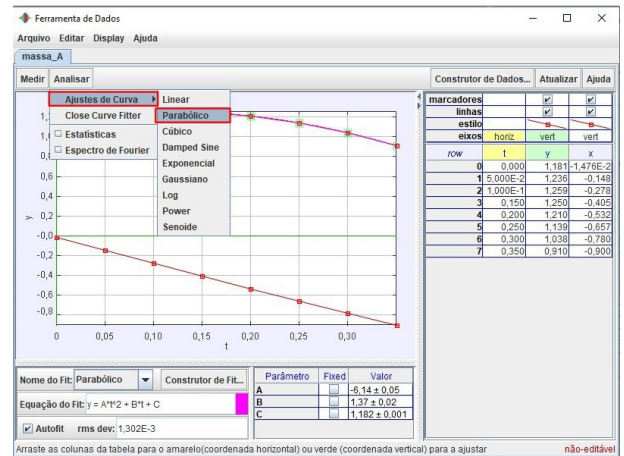 Ferramenta de Dados
Arquivo Editar Display Ajuda
massa_A
Medir Analisar Construtor de Dados... Atualizar Ajuda
Ajustes de Curva
Close Curve Fitter
Estatísticas
Espectro de Fourier
Linear
Parabólico
Cúbico
Damped Sine
Exponencial
Gaussiano
Log
Power
Senoide
0,6
0,4
0,2
-0,0
-0,2
-0,4
-0,6
-0,8
y
0 0,05 0,10 0,15 0,20 0,25 0,30
t
marcadores
linhas
estilo
eixos horiz vert vert
row t y x
0 0,000 1,181 -1,476E-2
1 5,000E-2 1,236 -0,148
2 1,000E-1 1,259 -0,278
3 0,150 1,250 -0,405
4 0,200 1,210 -0,532
5 0,250 1,139 -0,657
6 0,300 1,038 -0,780
7 0,350 0,910 -0,900
Nome do Fit: Parabólico Construtor de Fit...
Equação do Fit: y = A*t^2 + B*t + C
Autofit rms dev: 1,302E-3
Parâmetro Fixed Valor
A -6,14 ± 0,05
B 1,37 ± 0,02
C 1,182 ± 0,001
Arraste as colunas da tabela para o amarelo(coordenada horizontal) ou verde (coordenada vertical) para a ajustar não-editável